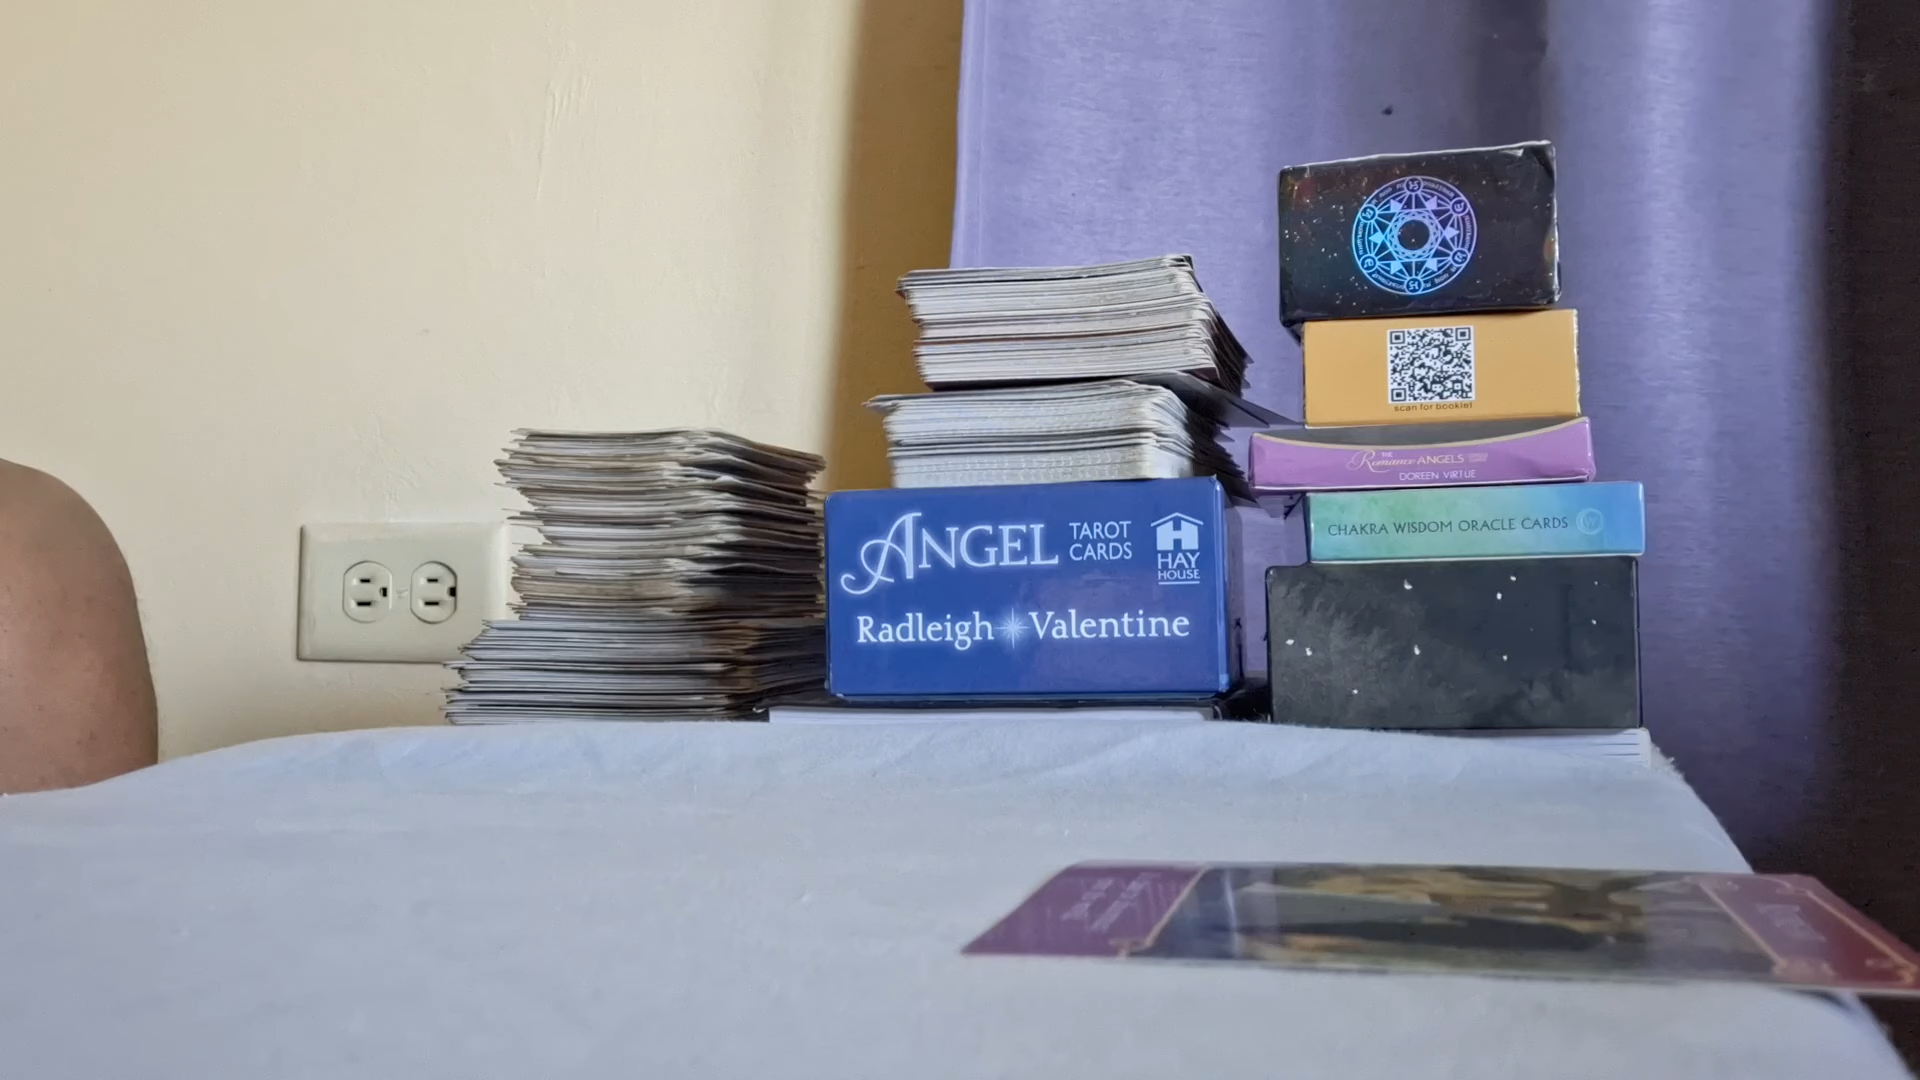 ANGEL TAROT CARDS
HAY HOUSE
Radleigh Valentine
scan for booklet
THE Romance ANGELS
DOREEN VIRTUE
CHAKRA WISDOM ORACLE CARDS